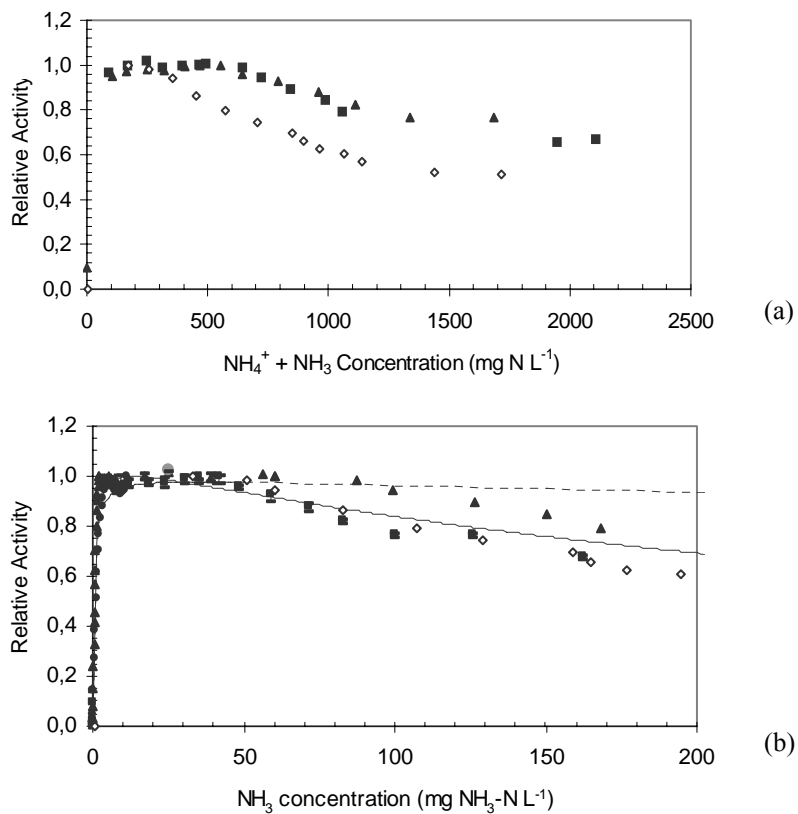 1,2
1,0
0,8
0,6
0,4
0,2
0,0
Relative Activity
0 500 1000 1500 2000 2500
NH₄⁺ + NH₃ Concentration (mg N L⁻¹)
(a)
1,2
1,0
0,8
0,6
0,4
0,2
0,0
Relative Activity
0 50 100 150 200
NH₃ concentration (mg NH₃-N L⁻¹)
(b)